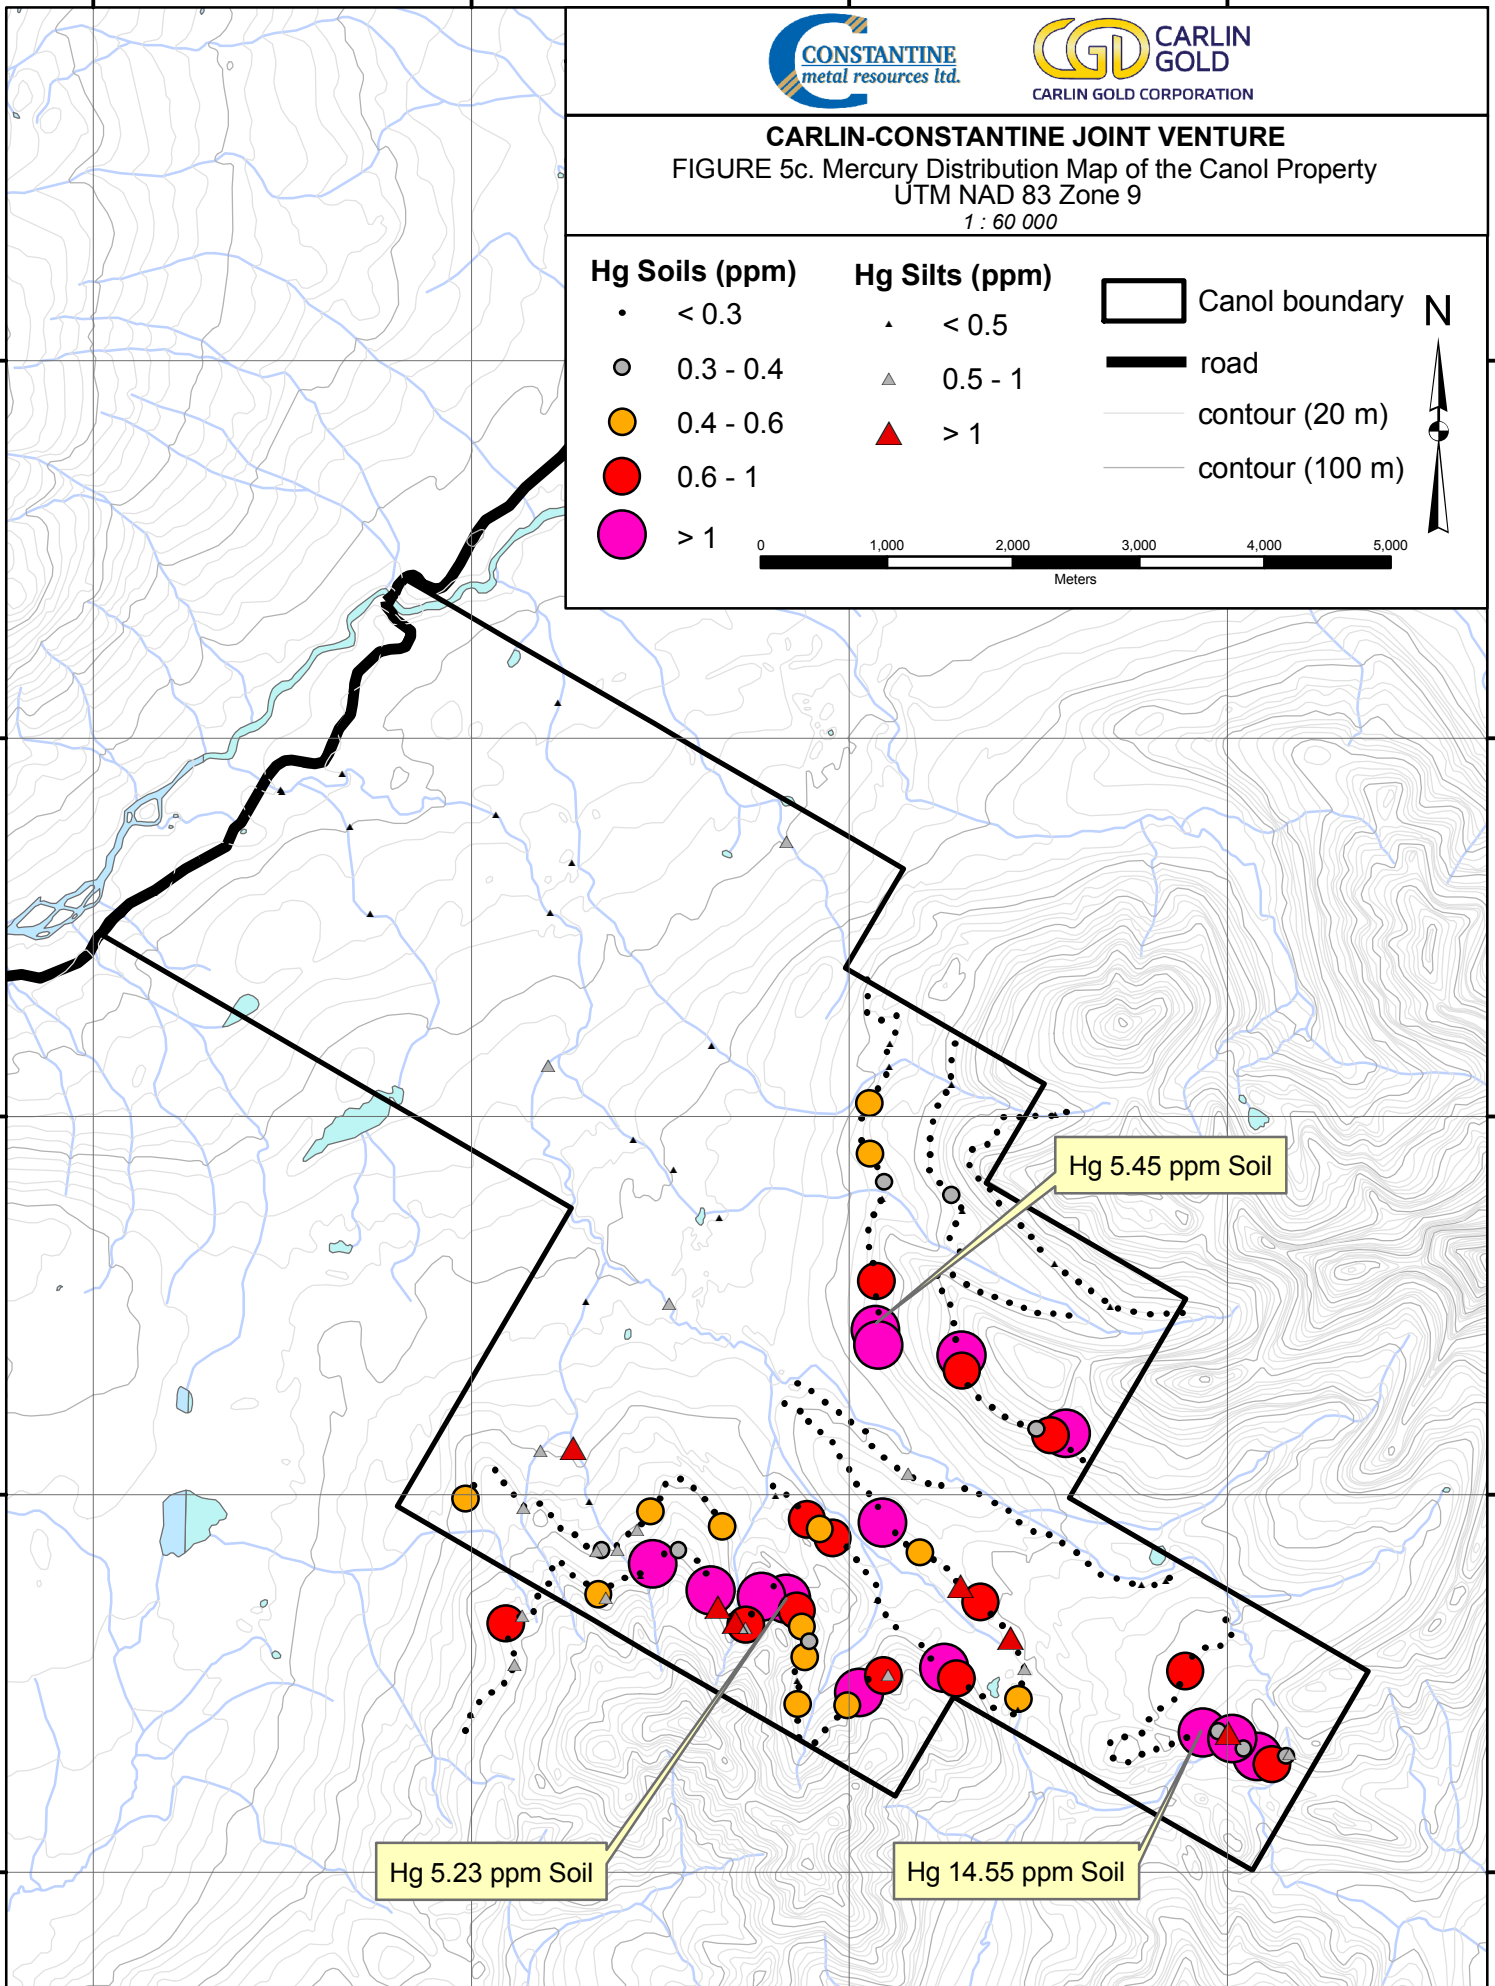 CONSTANTINE
metal resources ltd.
CGD CARLIN
GOLD
CARLIN GOLD CORPORATION
CARLIN-CONSTANTINE JOINT VENTURE
FIGURE 5c. Mercury Distribution Map of the Canol Property
UTM NAD 83 Zone 9
1 : 60 000
Hg Soils (ppm)
< 0.3
0.3 - 0.4
0.4 - 0.6
0.6 - 1
> 1
Hg Silts (ppm)
< 0.5
0.5 - 1
> 1
Canol boundary
road
contour (20 m)
contour (100 m)
N
0 1,000 2,000 3,000 4,000 5,000
Meters
Hg 5.45 ppm Soil
Hg 5.23 ppm Soil
Hg 14.55 ppm Soil